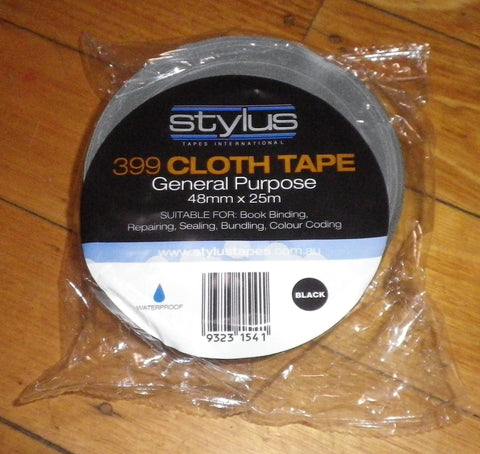 stylus
TAPES INTERNATIONAL
399 CLOTH TAPE
General Purpose
48mm x 25m
SUITABLE FOR: Book Binding,
Repairing, Sealing, Bundling, Colour Coding
www.stylustapes.com.au
WATERPROOF
BLACK
9323 1541